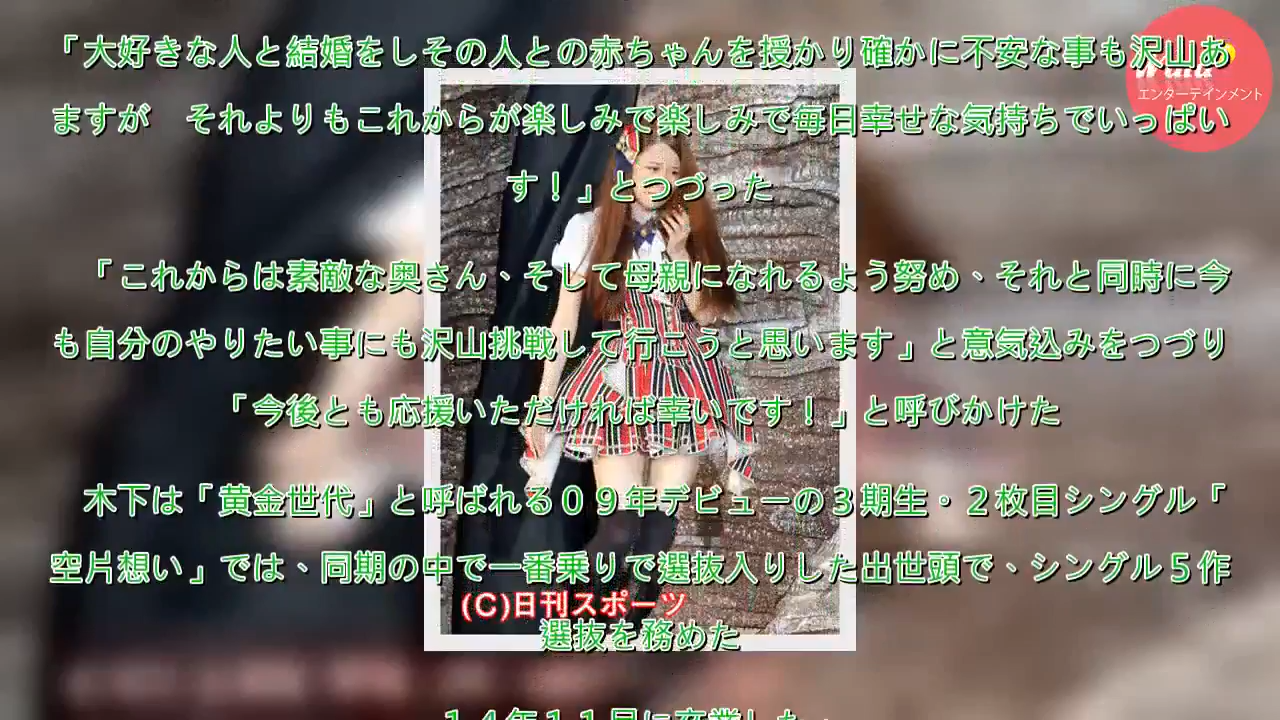 「大好きな人と結婚をしその人との赤ちゃんを授かり確かに不安な事も沢山あ
ますが　それよりもこれからが楽しみで楽しみで毎日幸せな気持ちでいっぱい
す！」とつづった
「これからは素敵な奥さん、そして母親になれるよう努め、それと同時に今
も自分のやりたい事にも沢山挑戦して行こうと思います」と意気込みをつづり
「今後とも応援いただければ幸いです！」と呼びかけた
木下は「黄金世代」と呼ばれる０９年デビューの３期生・２枚目シングル「
空片想い」では、同期の中で一番乗りで選抜入りした出世頭で、シングル５作
選抜を務めた
１４年１１月に卒業した・
エンターテインメント
(C)日刊スポーツ